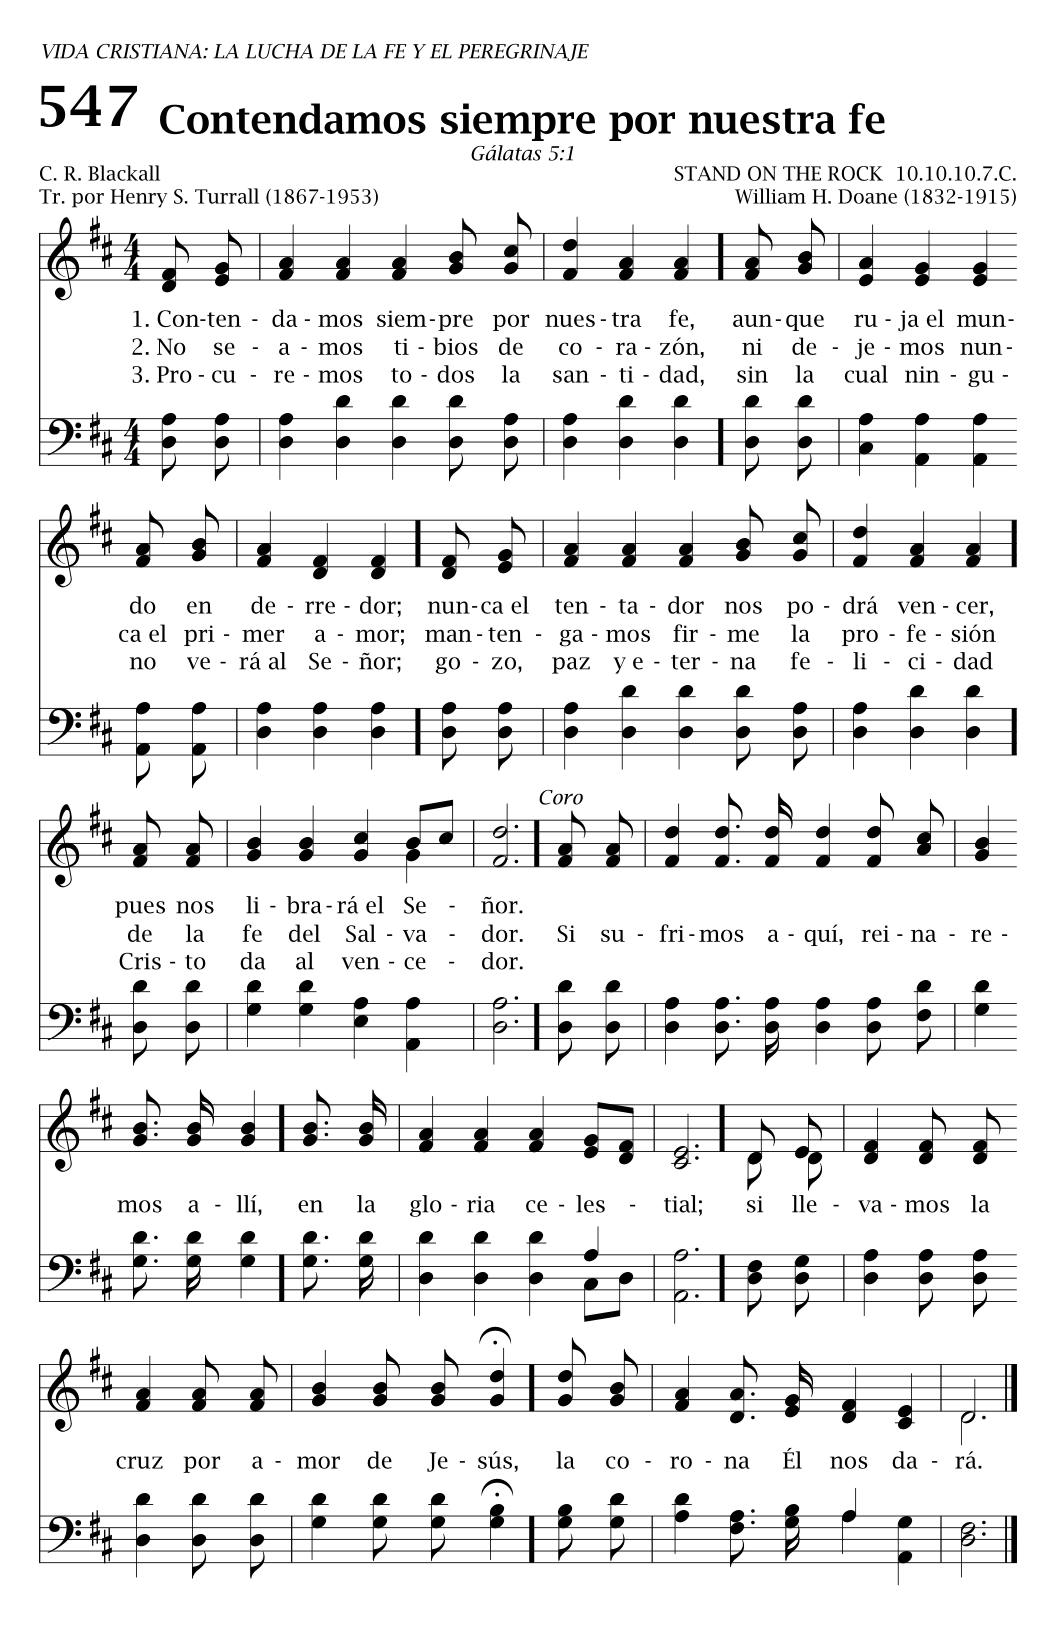 VIDA CRISTIANA: LA LUCHA DE LA FE Y EL PEREGRINAJE
547 Contendamos siempre por nuestra fe
Gálatas 5:1
C. R. Blackall
STAND ON THE ROCK 10.10.10.7.C.
Tr. por Henry S. Turrall (1867-1953)
William H. Doane (1832-1915)
1. Con-ten - da - mos siem-pre por nues-tra fe, aun-que ru - ja el mun-
2. No se - a - mos ti - bios de co - ra - zón, ni de - je - mos nun-
3. Pro - cu - re - mos to - dos la san - ti - dad, sin la cual nin - gu -
do en de - rre - dor; nun-ca el ten - ta - dor nos po - drá ven - cer,
ca el pri - mer a - mor; man-ten - ga - mos fir - me la pro - fe - sión
no ve - rá al Se - ñor; go - zo, paz y e - ter - na fe - li - ci - dad
Coro
pues nos li - bra-rá el Se - ñor.
de la fe del Sal - va - dor. Si su - fri-mos a - quí, rei - na - re -
Cris - to da al ven - ce - dor.
mos a - llí, en la glo - ria ce - les - tial; si lle - va - mos la
cruz por a - mor de Je - sús, la co - ro - na Él nos da - rá.